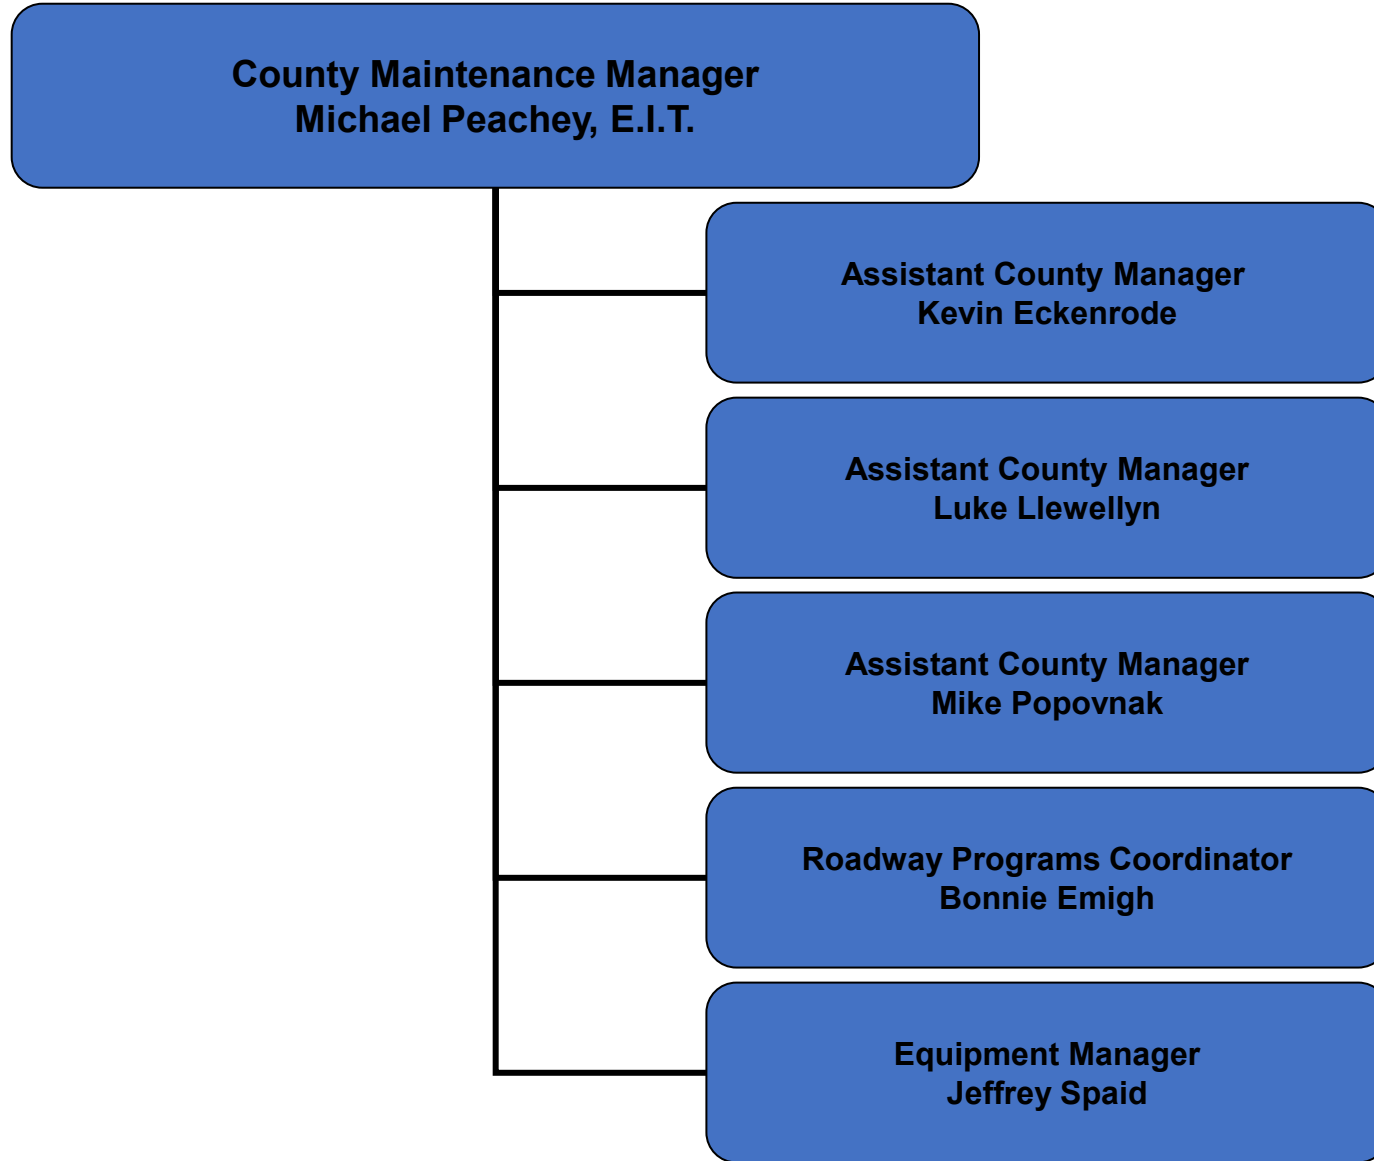 County Maintenance Manager
Michael Peachey, E.I.T.
Assistant County Manager
Kevin Eckenrode
Assistant County Manager
Luke Llewellyn
Assistant County Manager
Mike Popovnak
Roadway Programs Coordinator
Bonnie Emigh
Equipment Manager
Jeffrey Spaid